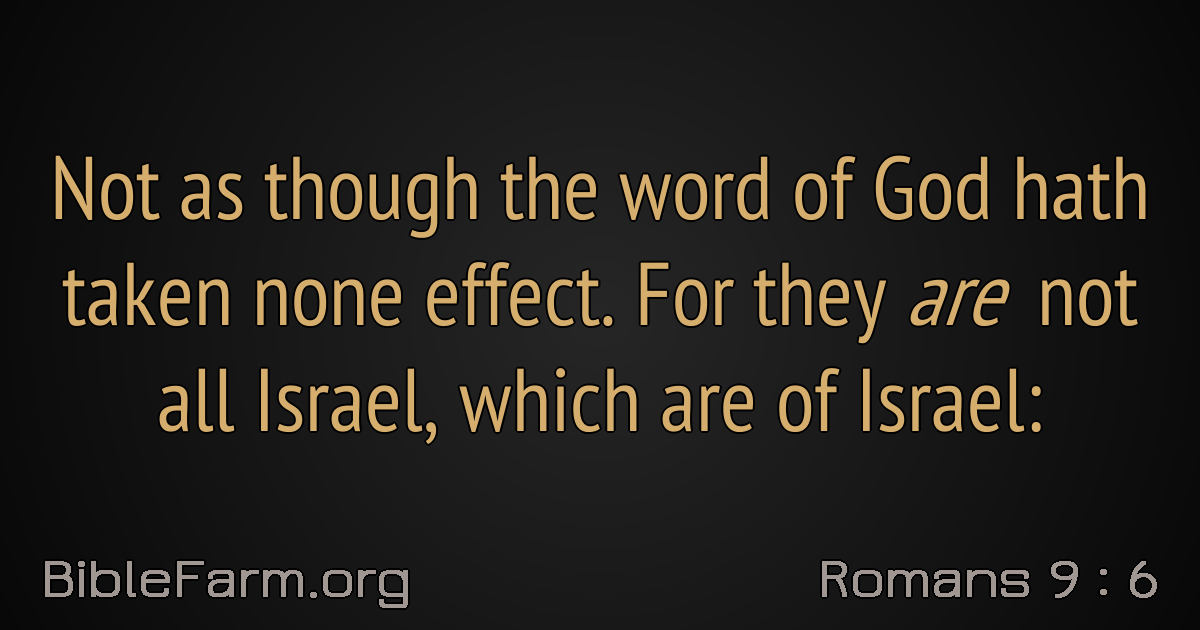 Not as though the word of God hath
taken none effect. For they are not
all Israel, which are of Israel:
BibleFarm.org
Romans 9 : 6